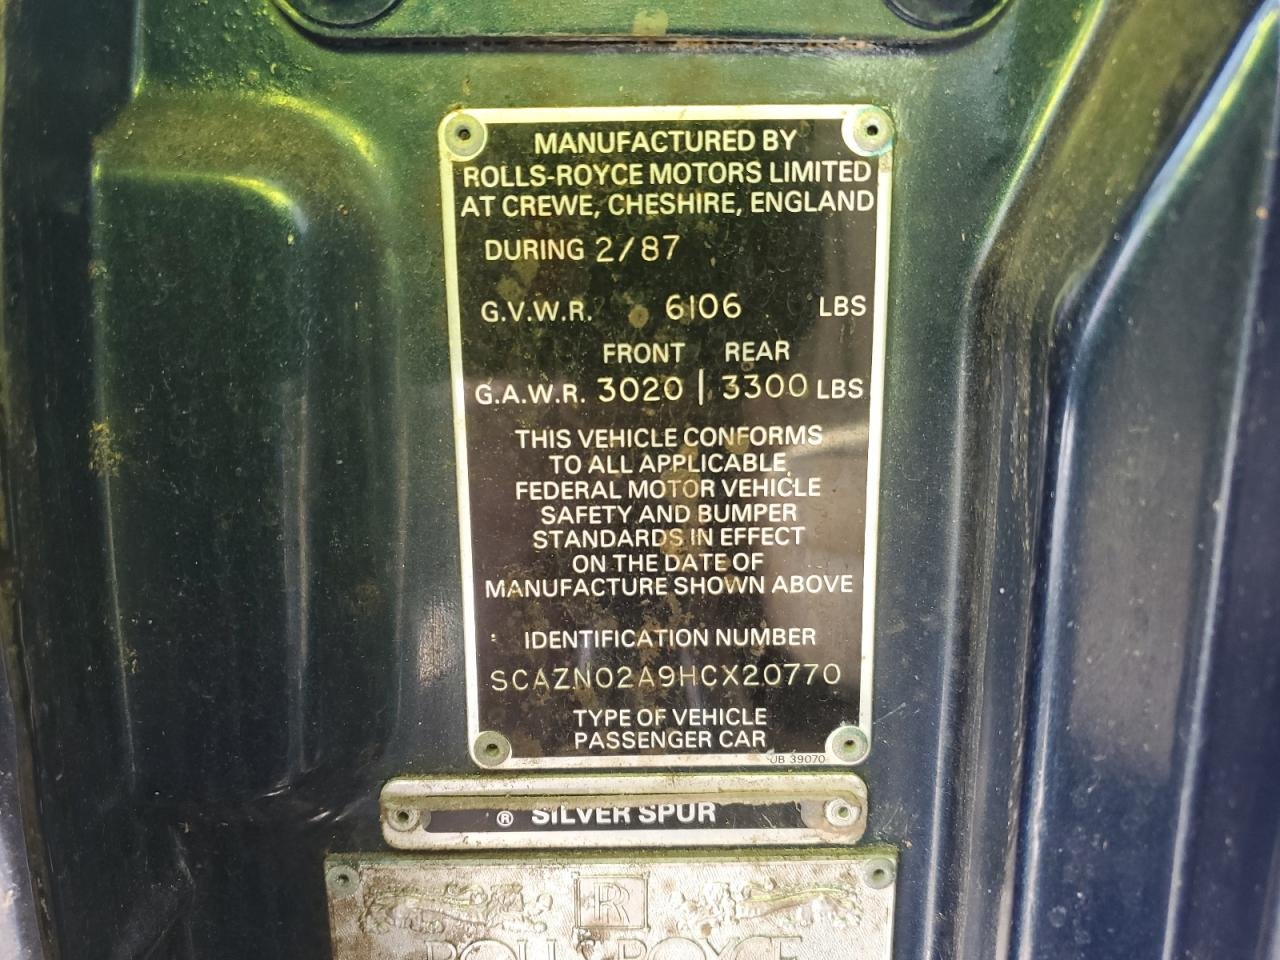 MANUFACTURED BY
ROLLS-ROYCE MOTORS LIMITED
AT CREWE, CHESHIRE, ENGLAND
DURING 2/87
G.V.W.R. 6106 LBS
FRONT REAR
G.A.W.R. 3020 | 3300 LBS
THIS VEHICLE CONFORMS
TO ALL APPLICABLE
FEDERAL MOTOR VEHICLE
SAFETY AND BUMPER
STANDARDS IN EFFECT
ON THE DATE OF
MANUFACTURE SHOWN ABOVE
IDENTIFICATION NUMBER
SCAZN02A9HCX20770
TYPE OF VEHICLE
PASSENGER CAR
UB 39070
® SILVER SPUR
R
ROLLS-ROYCE